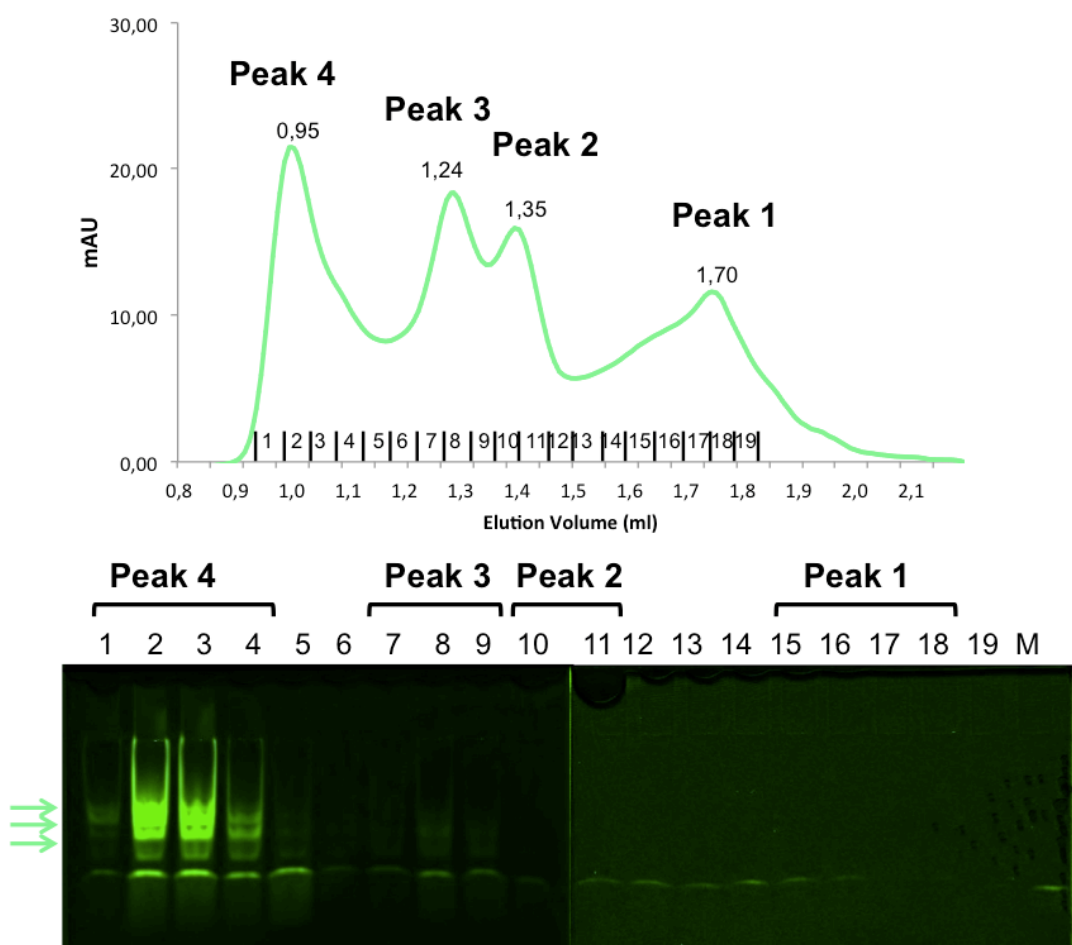 30,00
Peak 4
Peak 3
0,95
Peak 2
20,00
1,24
1,35
Peak 1
1,70
mAU
10,00
1 2 3 4 5 6 7 8 9 10 11 12 13 14 15 16 17 18 19
0,00
0,8 0,9 1,0 1,1 1,2 1,3 1,4 1,5 1,6 1,7 1,8 1,9 2,0 2,1
Elution Volume (ml)
Peak 4 Peak 3 Peak 2 Peak 1
1 2 3 4 5 6 7 8 9 10 11 12 13 14 15 16 17 18 19 M